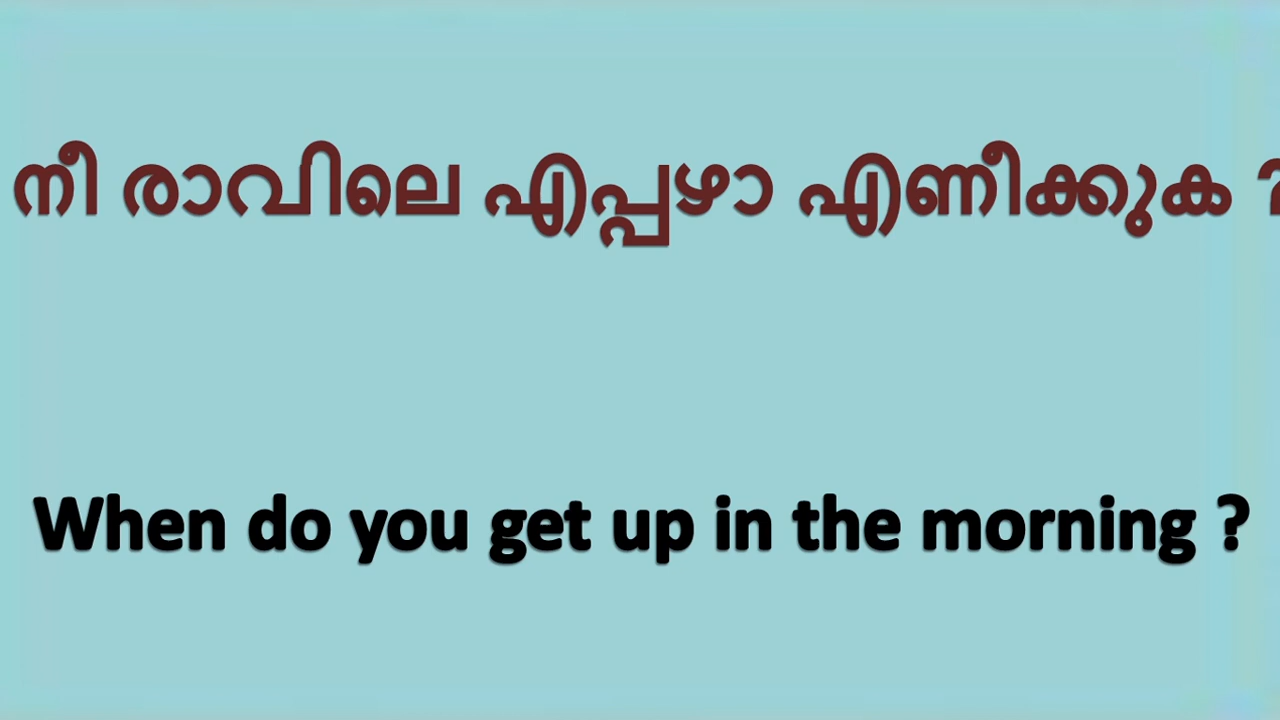 നീ രാവിലെ എപ്പഴാ എണീക്കുക ?
When do you get up in the morning ?